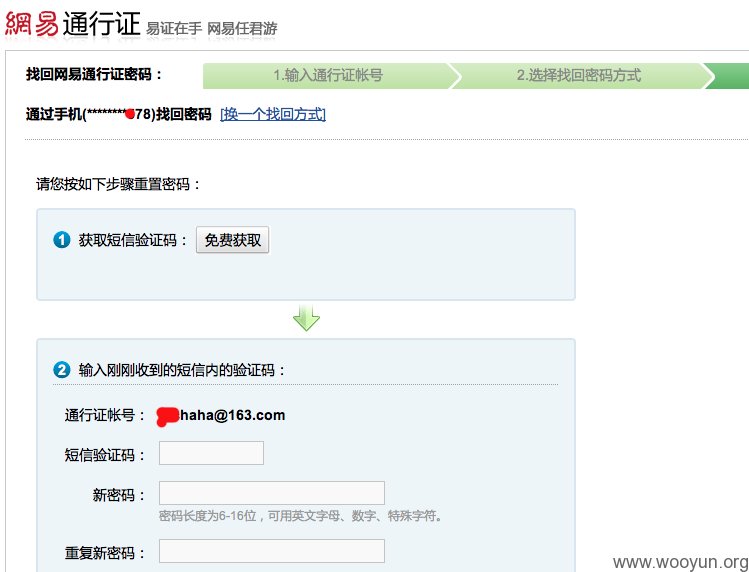 網易通行证 易证在手 网易任君游
找回网易通行证密码： 1.输入通行证帐号 2.选择找回密码方式
通过手机(********78)找回密码 [换一个找回方式]
请您按如下步骤重置密码：
1 获取短信验证码： 免费获取
2 输入刚刚收到的短信内的验证码：
通行证帐号： haha@163.com
短信验证码：
新密码：
密码长度为6-16位，可用英文字母、数字、特殊字符。
重复新密码：
www.wooyun.org